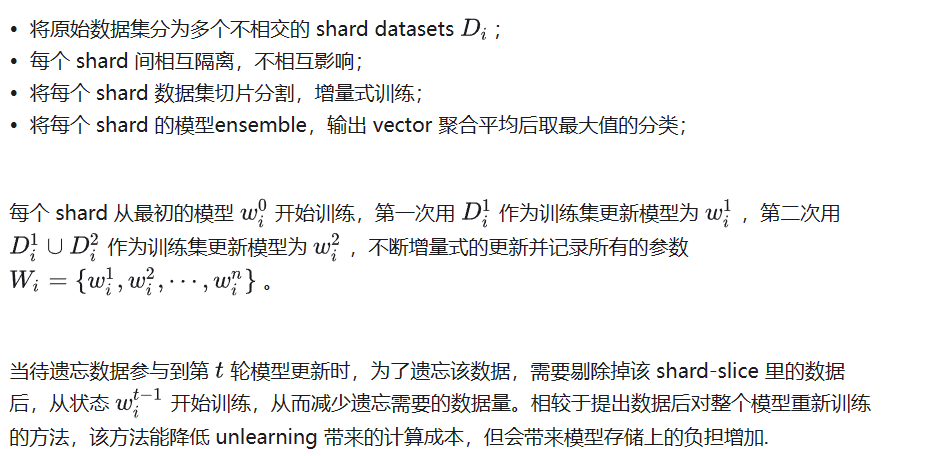 • 将原始数据集分为多个不相交的 shard datasets $D_i$ ；
• 每个 shard 间相互隔离，不相互影响；
• 将每个 shard 数据集切片分割，增量式训练；
• 将每个 shard 的模型ensemble，输出 vector 聚合平均后取最大值的分类；
每个 shard 从最初的模型 $w_i^0$ 开始训练，第一次用 $D_i^1$ 作为训练集更新模型为 $w_i^1$ ，第二次用
$D_i^1 \cup D_i^2$ 作为训练集更新模型为 $w_i^2$ ，不断增量式的更新并记录所有的参数
$W_i = \{w_i^1, w_i^2, \cdots, w_i^n\}$ 。
当待遗忘数据参与到第 $t$ 轮模型更新时，为了遗忘该数据，需要剔除掉该 shard-slice 里的数据
后，从状态 $w_i^{t-1}$ 开始训练，从而减少遗忘需要的数据量。相较于提出数据后对整个模型重新训练
的方法，该方法能降低 unlearning 带来的计算成本，但会带来模型存储上的负担增加.